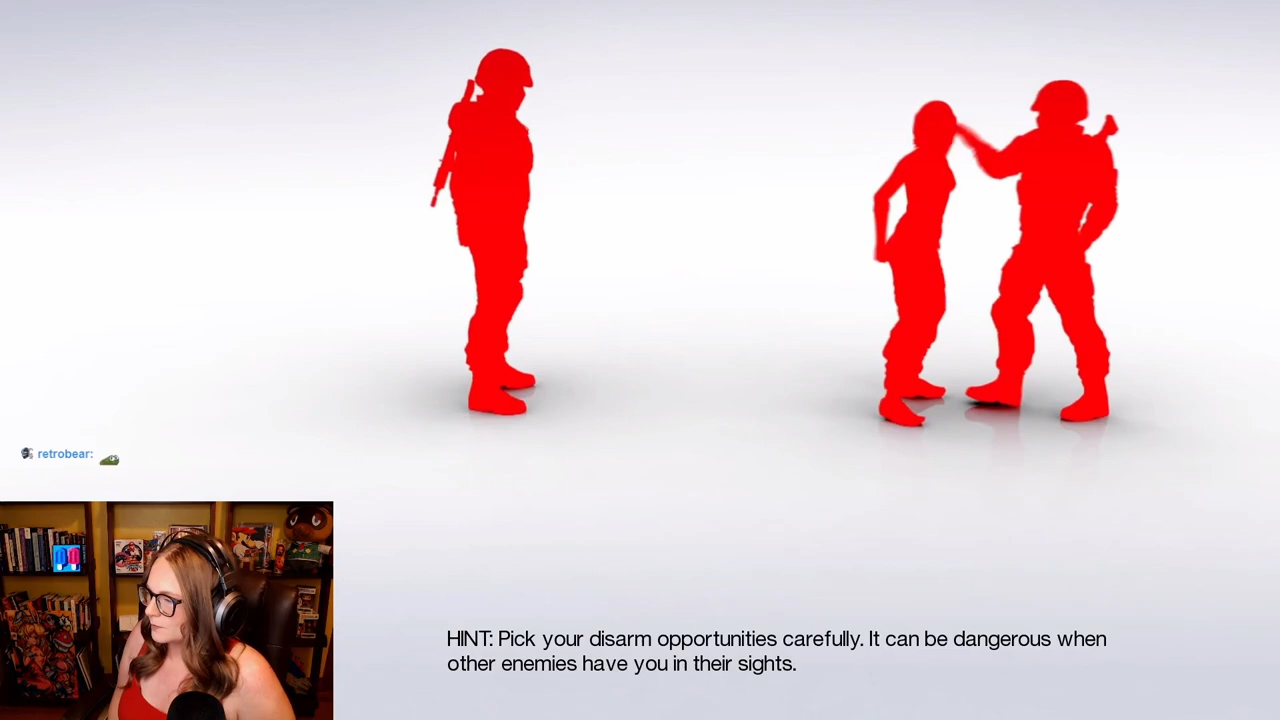 retrobear:
HINT: Pick your disarm opportunities carefully. It can be dangerous when
other enemies have you in their sights.